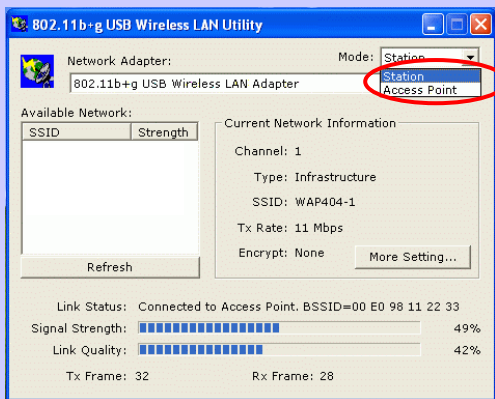 802.11b+g USB Wireless LAN Utility
Network Adapter:
Mode: Station
802.11b+g USB Wireless LAN Adapter
Station
Access Point
Available Network:
SSID Strength
Refresh
Current Network Information
Channel: 1
Type: Infrastructure
SSID: WAP404-1
Tx Rate: 11 Mbps
Encrypt: None
More Setting...
Link Status: Connected to Access Point. BSSID=00 E0 98 11 22 33
Signal Strength: 49%
Link Quality: 42%
Tx Frame: 32 Rx Frame: 28